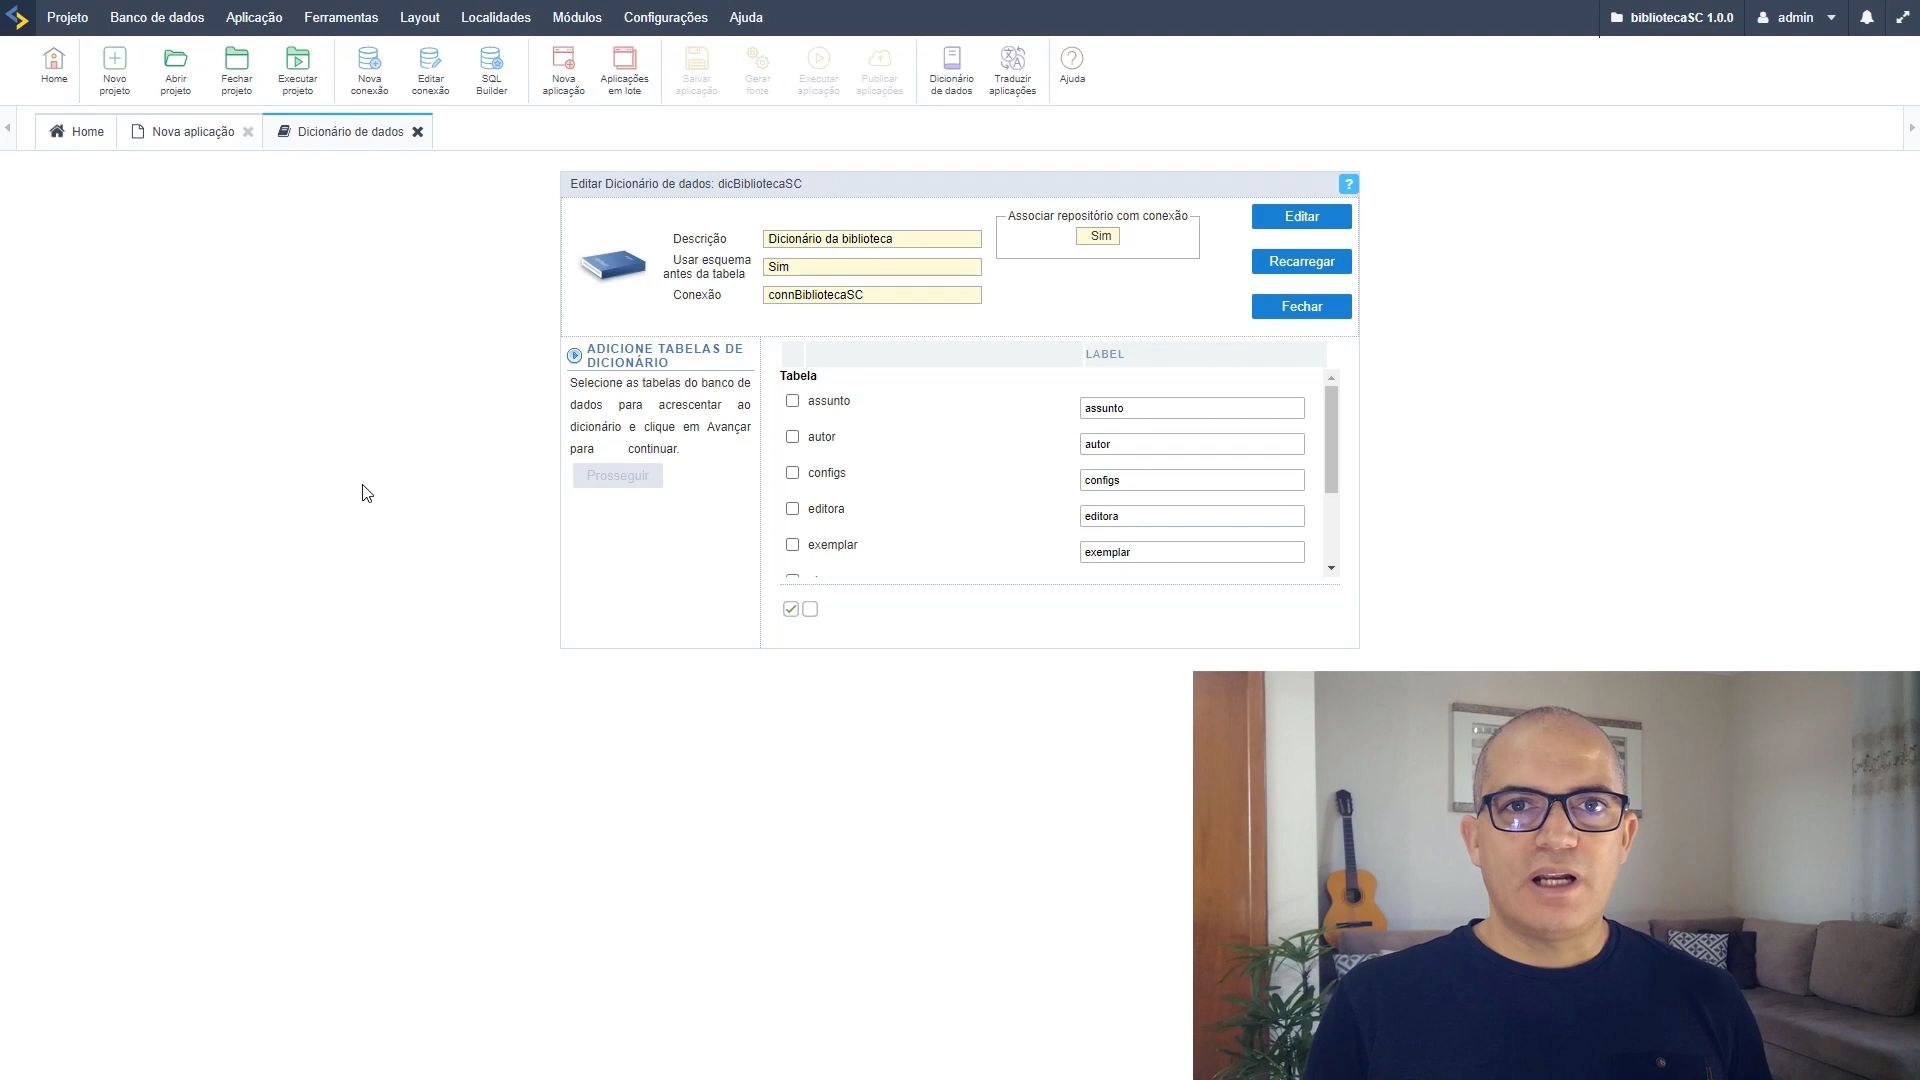 Projeto Banco de dados Aplicação Ferramentas Layout Localidades Módulos Configurações Ajuda bibliotecaSC 1.0.0 admin
Home
Novo projeto
Abrir projeto
Fechar projeto
Executar projeto
Nova conexão
Editar conexão
SQL Builder
Nova aplicação
Aplicações em lote
Salvar aplicação
Gerar fonte
Executar aplicação
Publicar aplicações
Dicionário de dados
Traduzir aplicações
Ajuda
Home Nova aplicação Dicionário de dados
Editar Dicionário de dados: dicBibliotecaSC ?
Descrição Dicionário da biblioteca
Usar esquema antes da tabela Sim
Conexão connBibliotecaSC
Associar repositório com conexão
Sim
Editar
Recarregar
Fechar
ADICIONE TABELAS DE
DICIONÁRIO
Selecione as tabelas do banco de
dados para acrescentar ao
dicionário e clique em Avançar
para continuar.
Prosseguir
LABEL
Tabela
assunto assunto
autor autor
configs configs
editora editora
exemplar exemplar